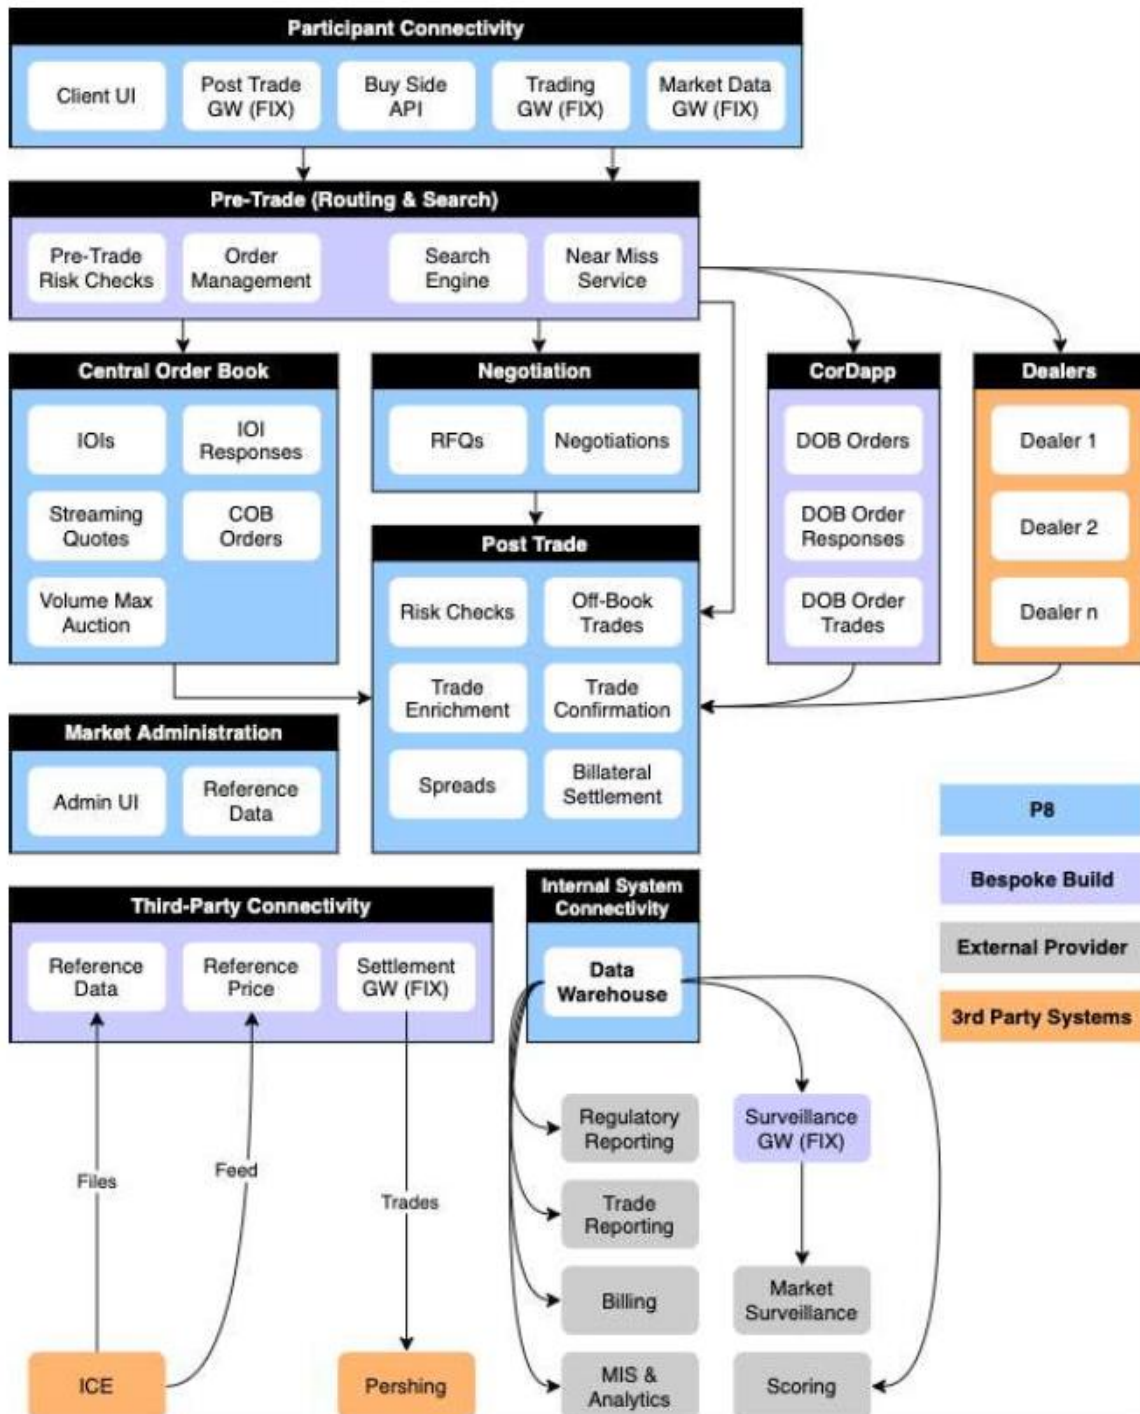 Participant Connectivity
Client UI
Post Trade
GW (FIX)
Buy Side
API
Trading
GW (FIX)
Market Data
GW (FIX)
Pre-Trade (Routing & Search)
Pre-Trade
Risk Checks
Order
Management
Search
Engine
Near Miss
Service
Central Order Book
IOIs
IOI
Responses
Streaming
Quotes
COB
Orders
Volume Max
Auction
Negotiation
RFQs
Negotiations
CorDapp
DOB Orders
DOB Order
Responses
DOB Order
Trades
Dealers
Dealer 1
Dealer 2
Dealer n
Post Trade
Risk Checks
Off-Book
Trades
Trade
Enrichment
Trade
Confirmation
Spreads
Billateral
Settlement
Market Administration
Admin UI
Reference
Data
P8
Bespoke Build
External Provider
3rd Party Systems
Third-Party Connectivity
Reference
Data
Reference
Price
Settlement
GW (FIX)
Internal System
Connectivity
Data
Warehouse
Files
Feed
Trades
ICE
Pershing
Regulatory
Reporting
Trade
Reporting
Billing
MIS &
Analytics
Surveillance
GW (FIX)
Market
Surveillance
Scoring